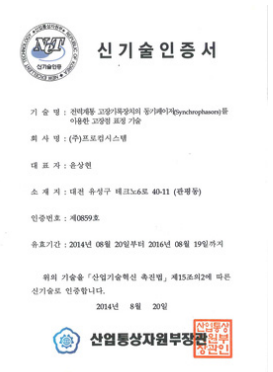 NeT
신기술인증
신 기 술 인 증 서
기 술 명 : 전력계통 고장기록장치의 동기페이저(Synchrophasors)를
이용한 고장점 표정 기술
회 사 명 : (주)프로컴시스템
대 표 자 : 윤상헌
소 재 지 : 대전 유성구 테크노6로 40-11 (관평동)
인증번호 : 제0859호
유효기간 : 2014년 08월 20일부터 2016년 08월 19일까지
위의 기술을 「산업기술혁신 촉진법」 제15조의2에 따른
신기술로 인증합니다.
2014년 8월 20일
산업통상자원부장관